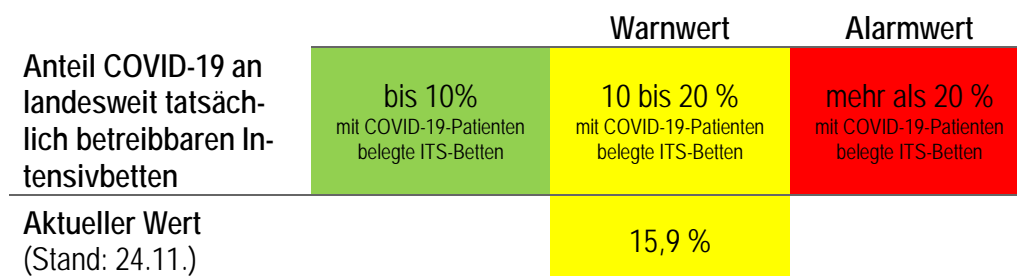 Warnwert Alarmwert
Anteil COVID-19 an
landesweit tatsäch-
lich betreibbaren In-
tensivbetten
bis 10%
mit COVID-19-Patienten
belegte ITS-Betten
10 bis 20 %
mit COVID-19-Patienten
belegte ITS-Betten
mehr als 20 %
mit COVID-19-Patienten
belegte ITS-Betten
Aktueller Wert
(Stand: 24.11.)
15,9 %